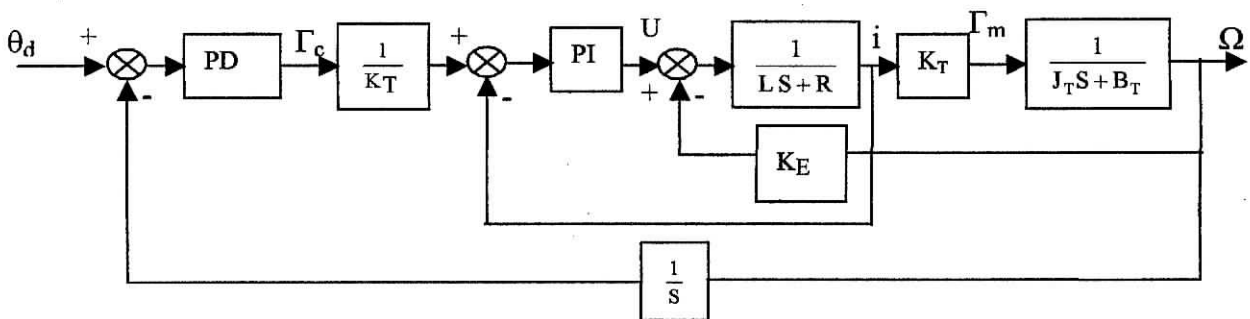 θd + - PD Γc 1/KT + - PI U + - 1/(L S + R) i KT Γm 1/(JT S + BT) Ω
KE
1/S